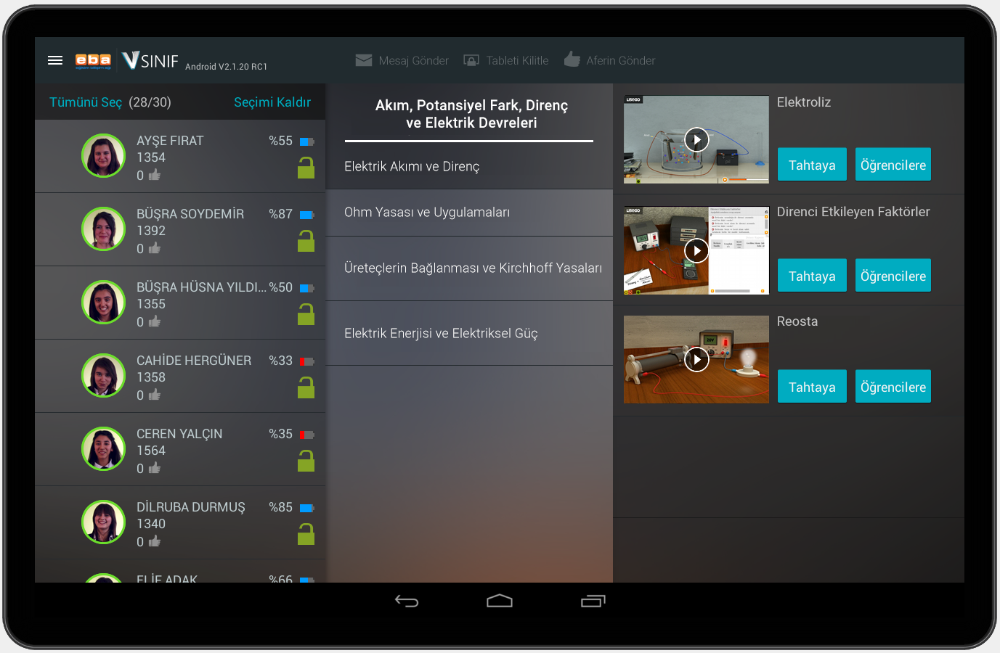 eba
VSINIF
Android V2.1.20 RC1
Mesaj Gönder
Tableti Kilitle
Aferin Gönder
Tümünü Seç (28/30)
Seçimi Kaldır
AYŞE FIRAT %55
1354
0
BÜŞRA SOYDEMİR %87
1392
0
BÜŞRA HÜSNA YILDI... %50
1355
0
CAHİDE HERGÜNER %33
1358
0
CEREN YALÇIN %35
1564
0
DİLRUBA DURMUŞ %85
1340
0
ELİF ADAK %66
Akım, Potansiyel Fark, Direnç
ve Elektrik Devreleri
Elektrik Akımı ve Direnç
Ohm Yasası ve Uygulamaları
Üreteçlerin Bağlanması ve Kirchhoff Yasaları
Elektrik Enerjisi ve Elektriksel Güç
LISEGO
Elektroliz
Tahtaya
Öğrencilere
LISEGO
Direnci Etkileyen Faktörler
Tahtaya
Öğrencilere
20V
Reosta
Tahtaya
Öğrencilere